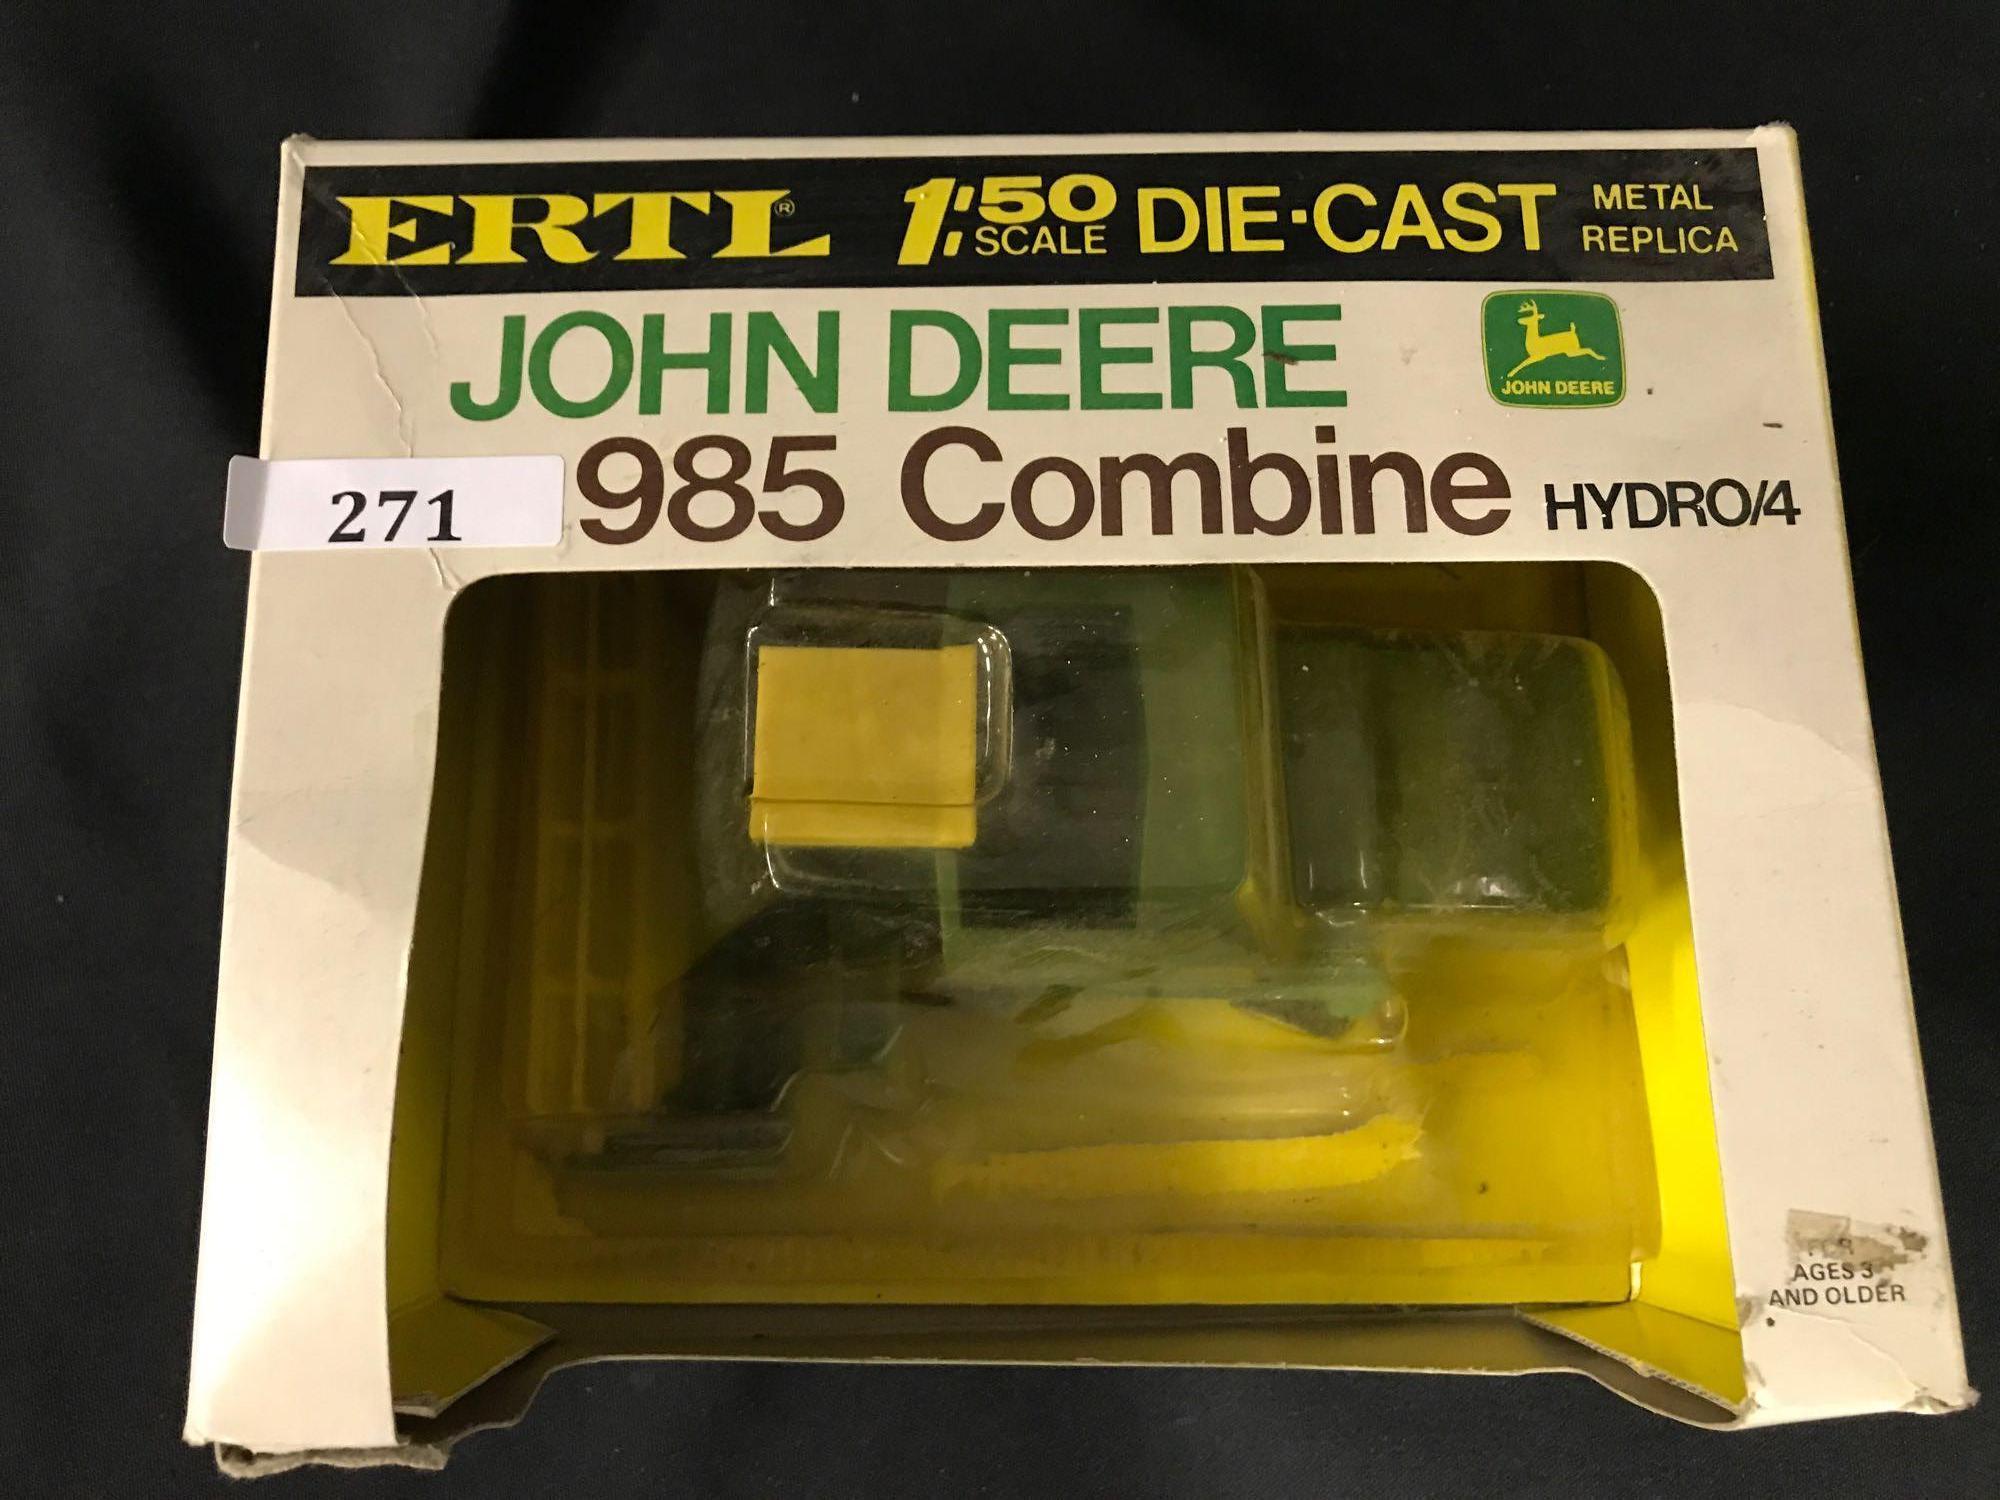 ERTL® 1:50 SCALE DIE-CAST METAL REPLICA
JOHN DEERE
JOHN DEERE
271
985 Combine HYDRO/4
FOR
AGES 3
AND OLDER